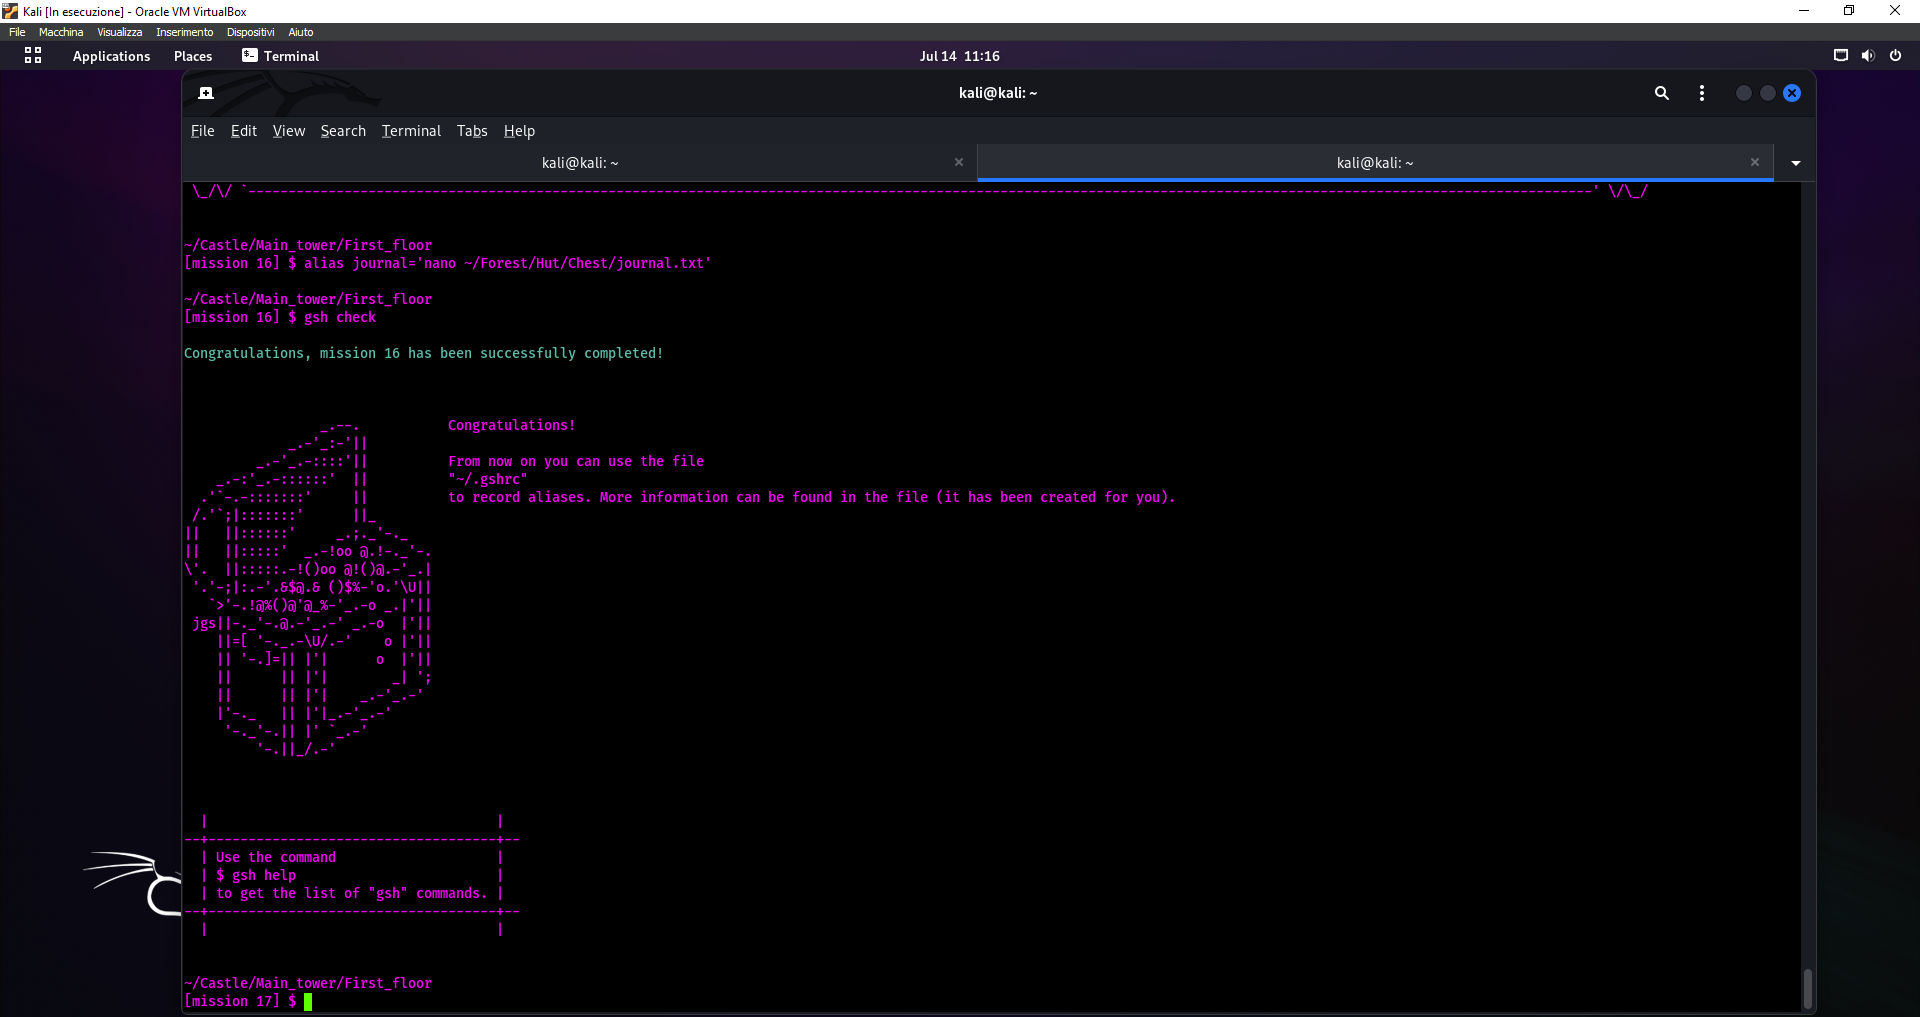 Kali [In esecuzione] - Oracle VM VirtualBox
File Macchina Visualizza Inserimento Dispositivi Aiuto
Applications Places Terminal Jul 14 11:16
kali@kali: ~
File Edit View Search Terminal Tabs Help
kali@kali: ~ kali@kali: ~
~/Castle/Main_tower/First_floor
[mission 16] $ alias journal='nano ~/Forest/Hut/Chest/journal.txt'
~/Castle/Main_tower/First_floor
[mission 16] $ gsh check
Congratulations, mission 16 has been successfully completed!
Congratulations!
From now on you can use the file
"~/.gshrc"
to record aliases. More information can be found in the file (it has been created for you).
jgs
Use the command
$ gsh help
to get the list of "gsh" commands.
~/Castle/Main_tower/First_floor
[mission 17] $